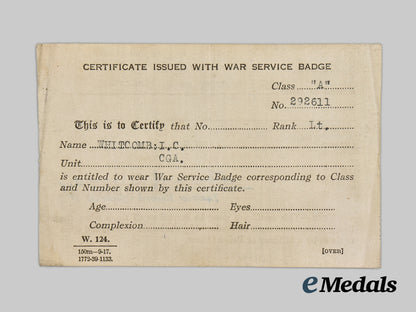 CERTIFICATE ISSUED WITH WAR SERVICE BADGE
Class "A"
No. 292611
This is to Certify that No. Rank Lt.
Name WHITCOMB:I.C.
Unit CGA.
is entitled to wear War Service Badge corresponding to Class
and Number shown by this certificate.
Age Eyes
Complexion Hair
W. 124.
150m—9-17.
1772-39-1133.
[OVER]
eMedals